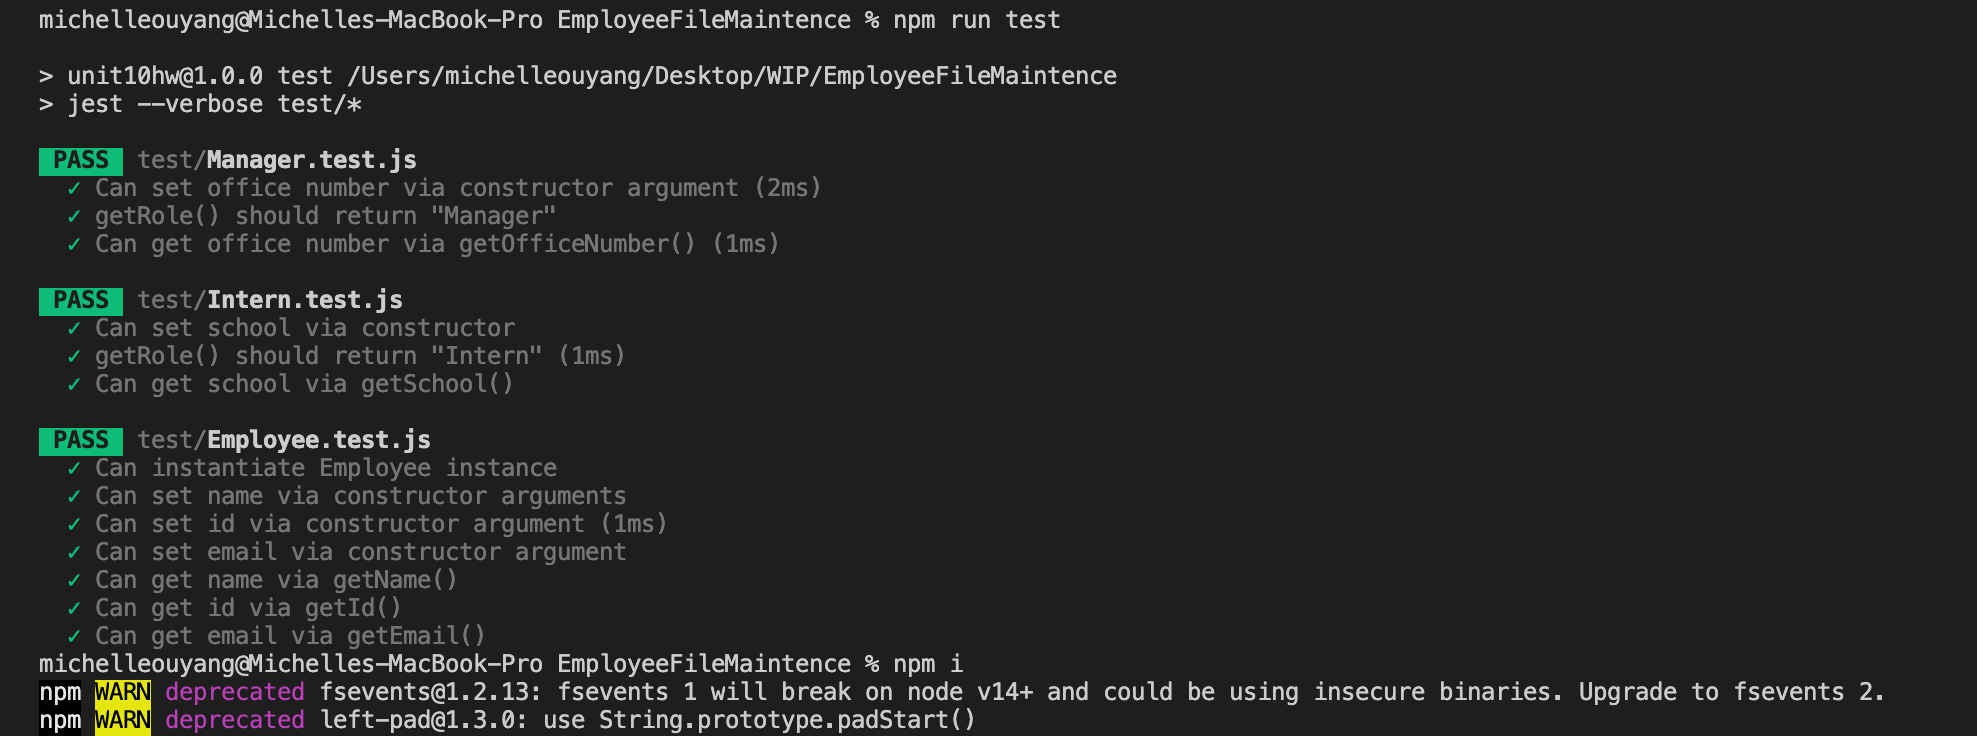 michelleouyang@Michelles-MacBook-Pro EmployeeFileMaintence % npm run test
> unit10hw@1.0.0 test /Users/michelleouyang/Desktop/WIP/EmployeeFileMaintence
> jest --verbose test/*
PASS test/Manager.test.js
✓ Can set office number via constructor argument (2ms)
✓ getRole() should return "Manager"
✓ Can get office number via getOfficeNumber() (1ms)
PASS test/Intern.test.js
✓ Can set school via constructor
✓ getRole() should return "Intern" (1ms)
✓ Can get school via getSchool()
PASS test/Employee.test.js
✓ Can instantiate Employee instance
✓ Can set name via constructor arguments
✓ Can set id via constructor argument (1ms)
✓ Can set email via constructor argument
✓ Can get name via getName()
✓ Can get id via getId()
✓ Can get email via getEmail()
michelleouyang@Michelles-MacBook-Pro EmployeeFileMaintence % npm i
npm WARN deprecated fsevents@1.2.13: fsevents 1 will break on node v14+ and could be using insecure binaries. Upgrade to fsevents 2.
npm WARN deprecated left-pad@1.3.0: use String.prototype.padStart()